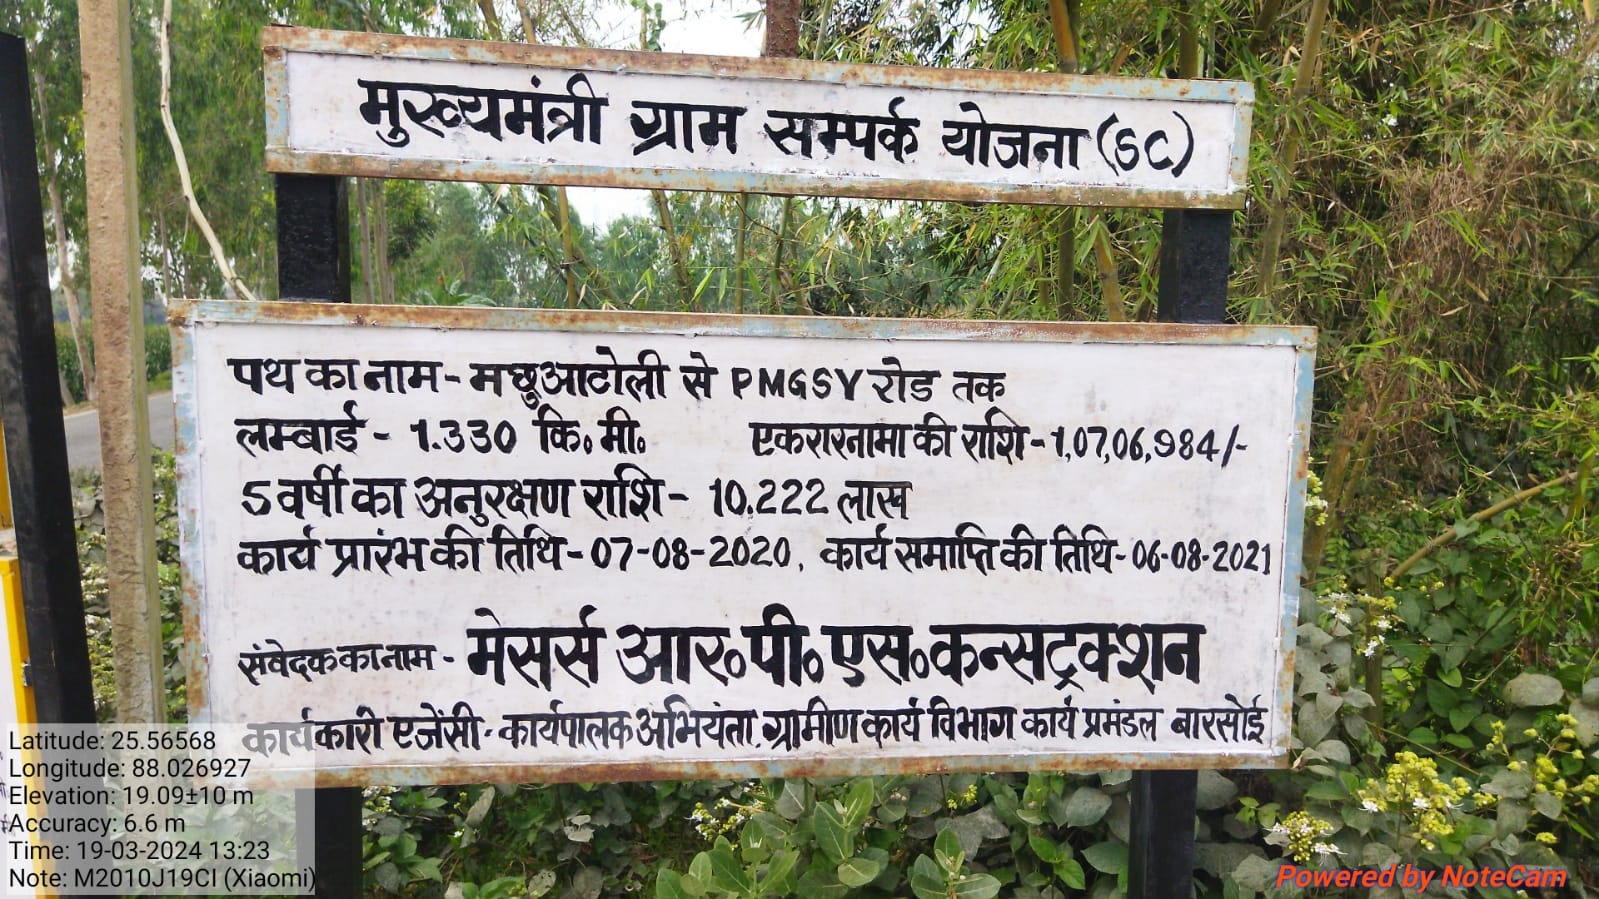 मुख्यमंत्री ग्राम सम्पर्क योजना (SC)
पथ का नाम - मछुआटोली से PMGSY रोड तक
लम्बाई - 1.330 कि॰ मी॰ एकरारनामा की राशि - 1,07,06,984/-
5 वर्षों का अनुरक्षण राशि - 10.222 लाख
कार्य प्रारंभ की तिथि - 07-08-2020, कार्य समाप्ति की तिथि - 06-08-2021
संवेदक का नाम - मेसर्स आर॰ पी॰ एस॰ कन्सट्रक्शन
कार्यकारी एजेंसी - कार्यपालक अभियंता, ग्रामीण कार्य विभाग कार्य प्रमंडल बारसोई
Latitude: 25.56568
Longitude: 88.026927
Elevation: 19.09±10 m
Accuracy: 6.6 m
Time: 19-03-2024 13:23
Note: M2010J19CI (Xiaomi)
Powered by NoteCam